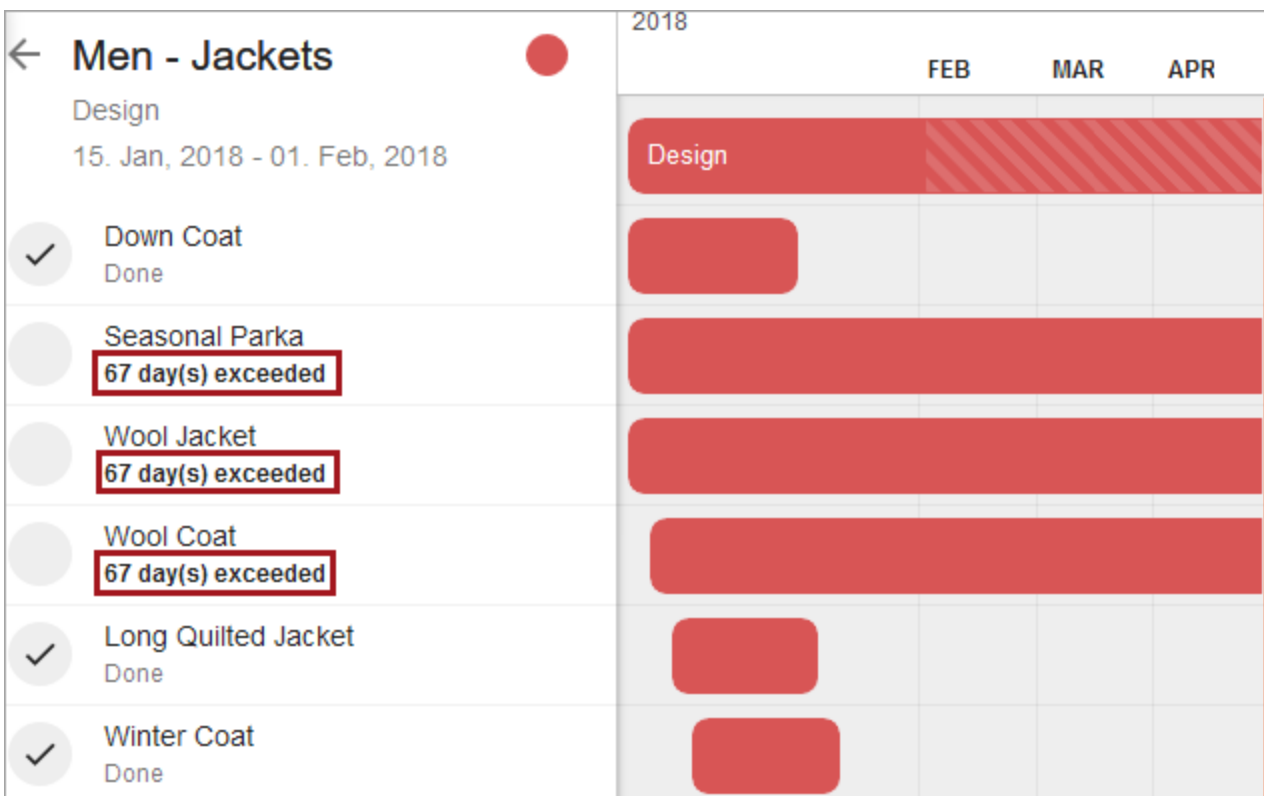 Men - Jackets
Design
15. Jan, 2018 - 01. Feb, 2018
Down Coat
Done
Seasonal Parka
67 day(s) exceeded
Wool Jacket
67 day(s) exceeded
Wool Coat
67 day(s) exceeded
Long Quilted Jacket
Done
Winter Coat
Done
2018
FEB MAR APR
Design